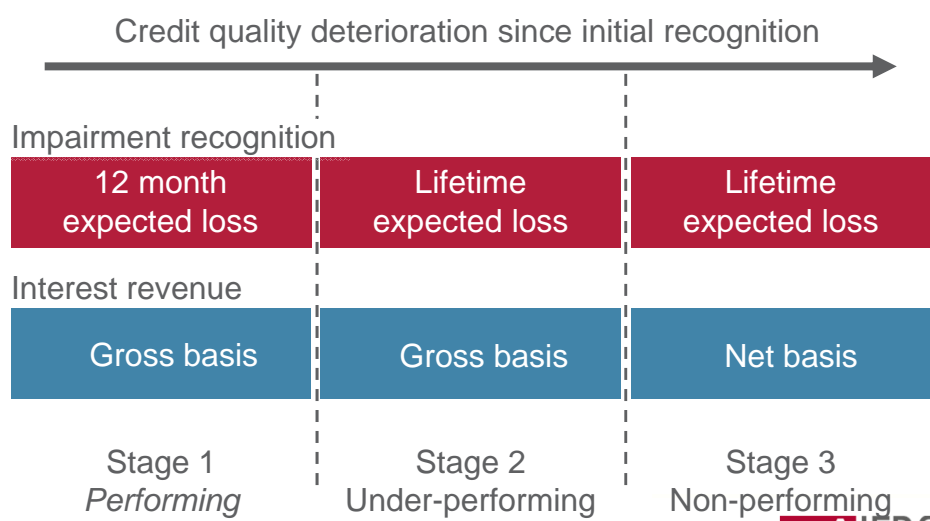 Credit quality deterioration since initial recognition
Impairment recognition
12 month
expected loss
Lifetime
expected loss
Lifetime
expected loss
Interest revenue
Gross basis
Gross basis
Net basis
Stage 1
Performing
Stage 2
Under-performing
Stage 3
Non-performing